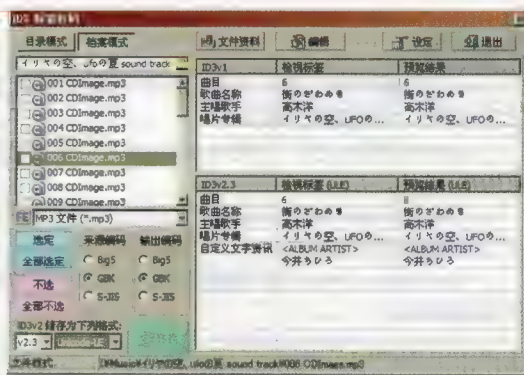 ID3 标签转码
目录模式 档案模式 文件资料 编辑 设定 退出
イリヤの空、Ufoの夏 sound track
001 CDImage.mp3
002 CDImage.mp3
003 CDImage.mp3
004 CDImage.mp3
005 CDImage.mp3
006 CDImage.mp3
007 CDImage.mp3
008 CDImage.mp3
009 CDImage.mp3
MP3 文件 (*.mp3)
选定
全部选定
不选
全部不选
来源编码
Big5
GBK
S-JIS
输出编码
Big5
GBK
S-JIS
ID3v2 储存为下列格式:
v2.3 Unicode-LE
ID3v1 检视标签 预览结果
曲目 6 6
歌曲名称 街のざわめき 街のざわめき
主唱歌手 高木洋 高木洋
唱片专辑 イリヤの空、UFOの... イリヤの空、UFOの...
ID3v2.3 检视标签 (ULE) 预览结果 (ULE)
曲目 6
歌曲名称 街のざわめき 街のざわめき
主唱歌手 高木洋 高木洋
唱片专辑 イリヤの空、UFOの... イリヤの空、UFOの...
自定义文字资讯 <ALBUM ARTIST> <ALBUM ARTIST>
今井ちひろ 今井ちひろ
文件模式: